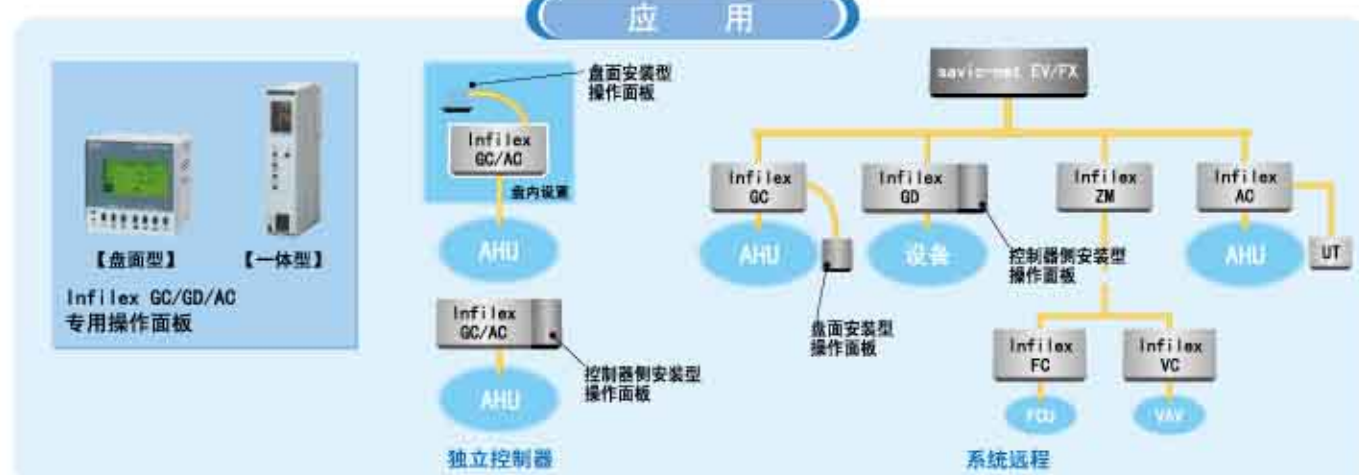 应 用
【盘面型】
【一体型】
Infilex GC/GD/AC
专用操作面板
盘面安装型
操作面板
Infilex
GC/AC
盘内设置
AHU
Infilex
GC/AC
控制器侧安装型
操作面板
AHU
独立控制器
savic-net EV/FX
Infilex
GC
AHU
盘面安装型
操作面板
Infilex
GD
设备
控制器侧安装型
操作面板
Infilex
ZM
Infilex
AC
AHU
UT
Infilex
FC
FCU
Infilex
VC
VAV
系统远程